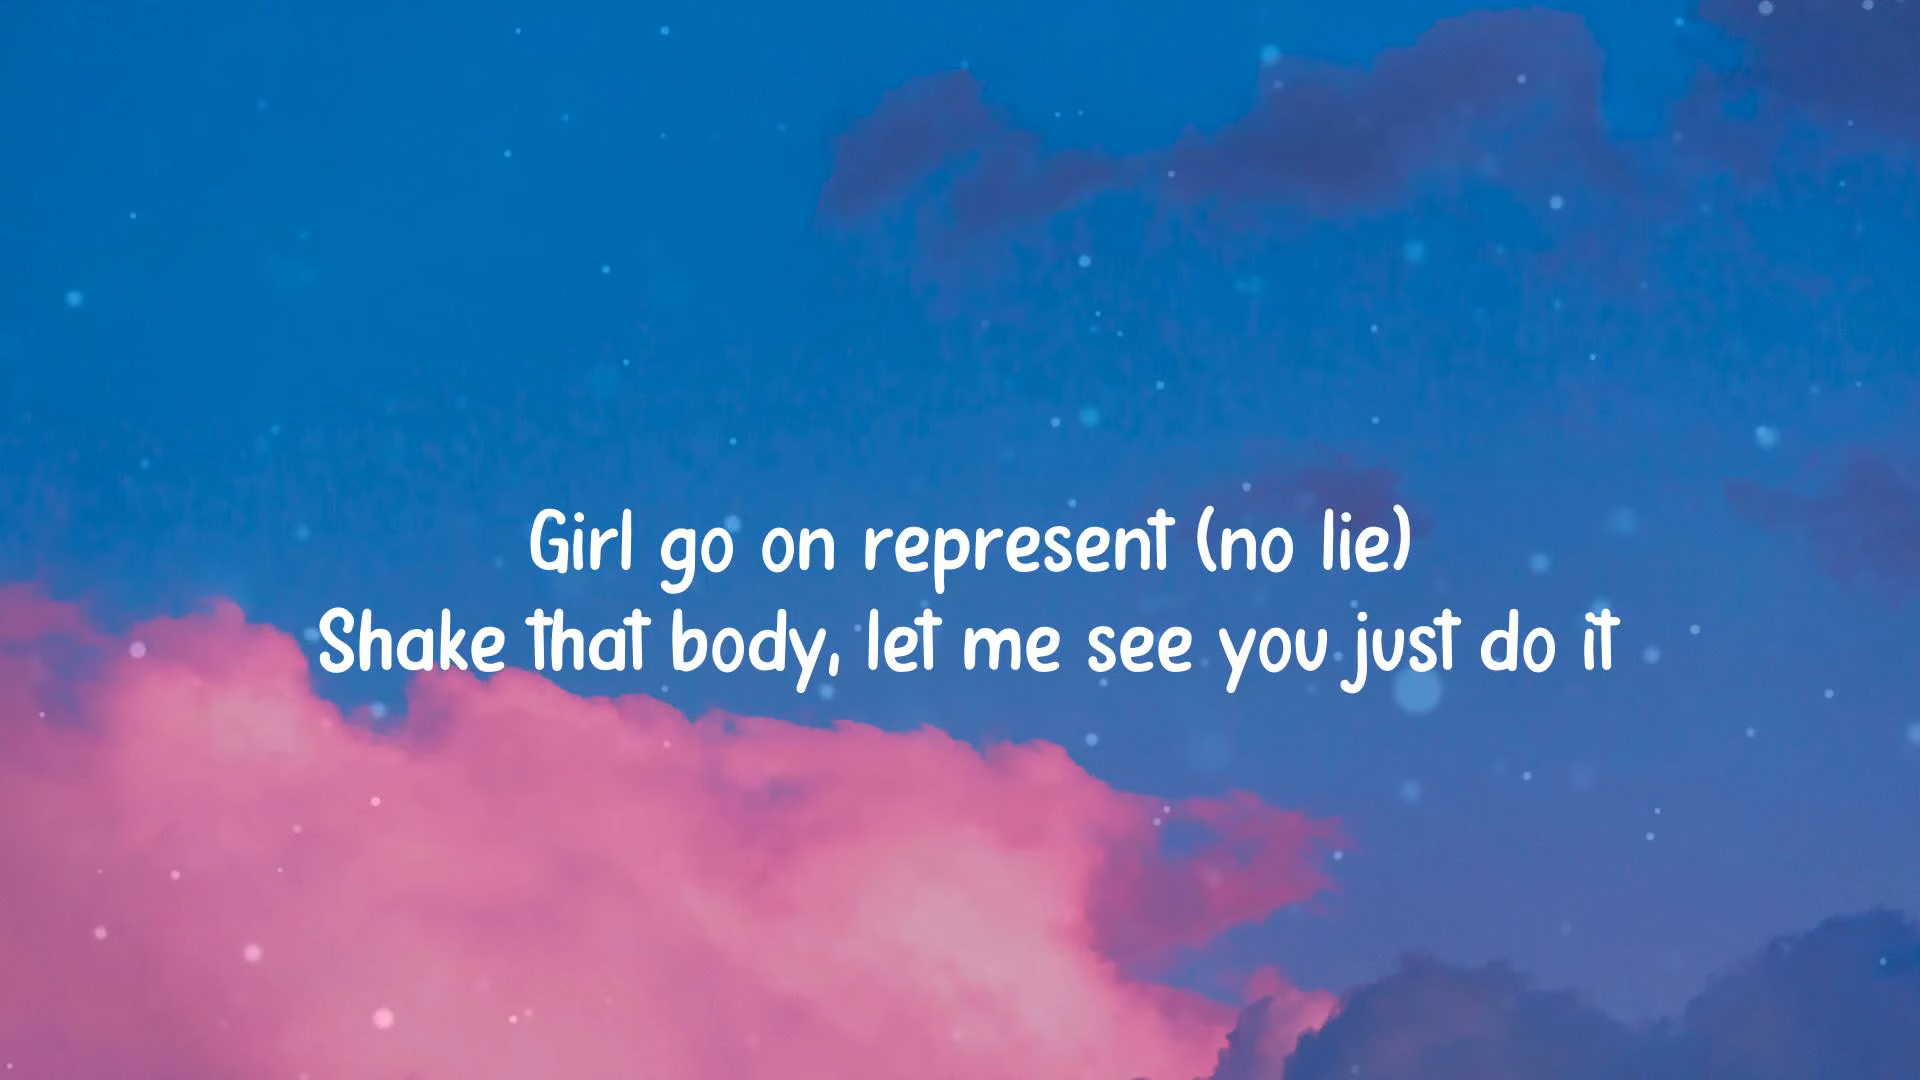 Girl go on represent (no lie)
Shake that body, let me see you just do it